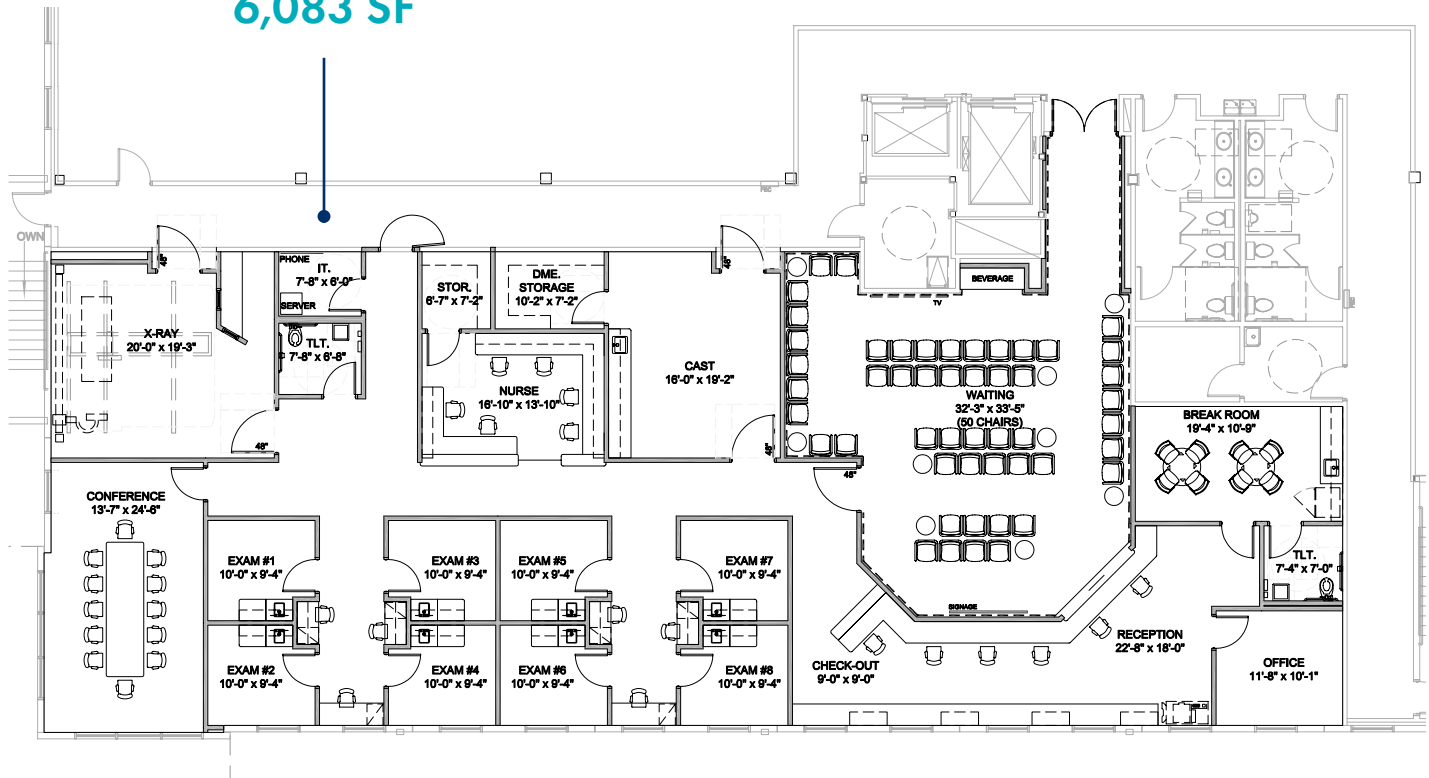 6,083 SF
FEC
OWN
48"
PHONE
IT.
7'-8" x 6'-0"
SERVER
TLT.
7'-8" x 6'-8"
X-RAY
20'-0" x 19'-3"
48"
STOR.
6'-7" x 7'-2"
DME.
STORAGE
10'-2" x 7'-2"
NURSE
16'-10" x 13'-10"
48"
CAST
16'-0" x 19'-2"
48"
BEVERAGE
TV
WAITING
32'-3" x 33'-5"
(50 CHAIRS)
48"
BREAK ROOM
19'-4" x 10'-9"
CONFERENCE
13'-7" x 24'-6"
EXAM #1
10'-0" x 9'-4"
EXAM #3
10'-0" x 9'-4"
EXAM #5
10'-0" x 9'-4"
EXAM #7
10'-0" x 9'-4"
TLT.
7'-4" x 7'-0"
SIGNAGE
EXAM #2
10'-0" x 9'-4"
EXAM #4
10'-0" x 9'-4"
EXAM #6
10'-0" x 9'-4"
EXAM #8
10'-0" x 9'-4"
CHECK-OUT
9'-0" x 9'-0"
RECEPTION
22'-8" x 18'-0"
OFFICE
11'-8" x 10'-1"